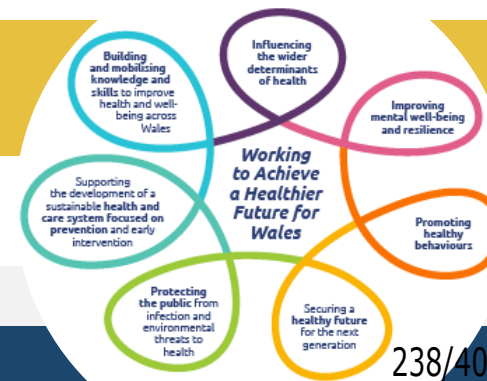 Influencing
the wider
determinants
of health
Improving
mental well-being
and resilience
Promoting
healthy
behaviours
Securing a
healthy future
for the next
generation
Protecting
the public from
infection and
environmental
threats to
health
Supporting
the development of a
sustainable health and
care system focused on
prevention and early
intervention
Building
and mobilising
knowledge and
skills to improve
health and well-
being across
Wales
Working
to Achieve
a Healthier
Future for
Wales
238/40